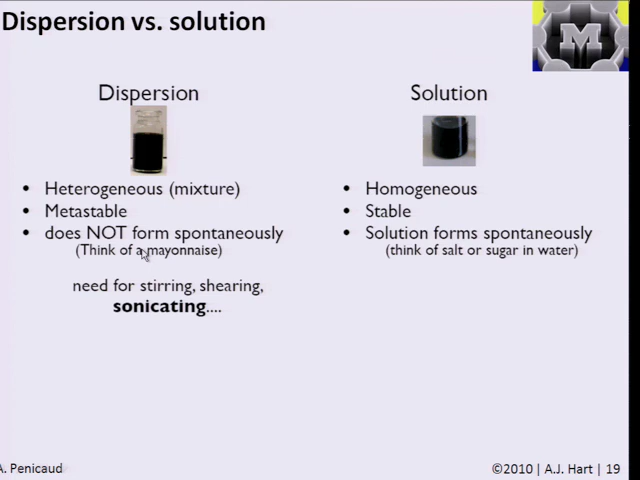 Dispersion vs. solution
M
Dispersion
• Heterogeneous (mixture)
• Metastable
• does NOT form spontaneously
(Think of a mayonnaise)
need for stirring, shearing,
sonicating....
Solution
• Homogeneous
• Stable
• Solution forms spontaneously
(think of salt or sugar in water)
A. Penicaud
©2010 | A.J. Hart | 19